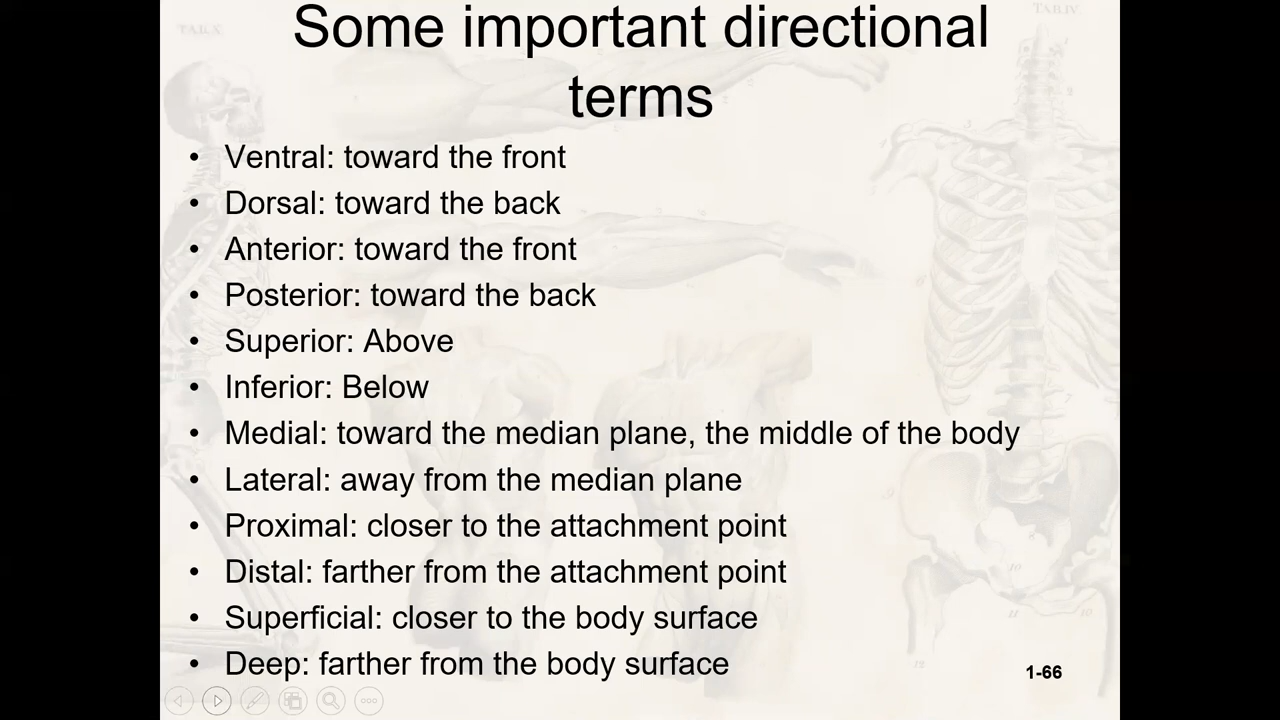 Some important directional
terms
• Ventral: toward the front
• Dorsal: toward the back
• Anterior: toward the front
• Posterior: toward the back
• Superior: Above
• Inferior: Below
• Medial: toward the median plane, the middle of the body
• Lateral: away from the median plane
• Proximal: closer to the attachment point
• Distal: farther from the attachment point
• Superficial: closer to the body surface
• Deep: farther from the body surface
1-66
TAB.X
TAB.IV